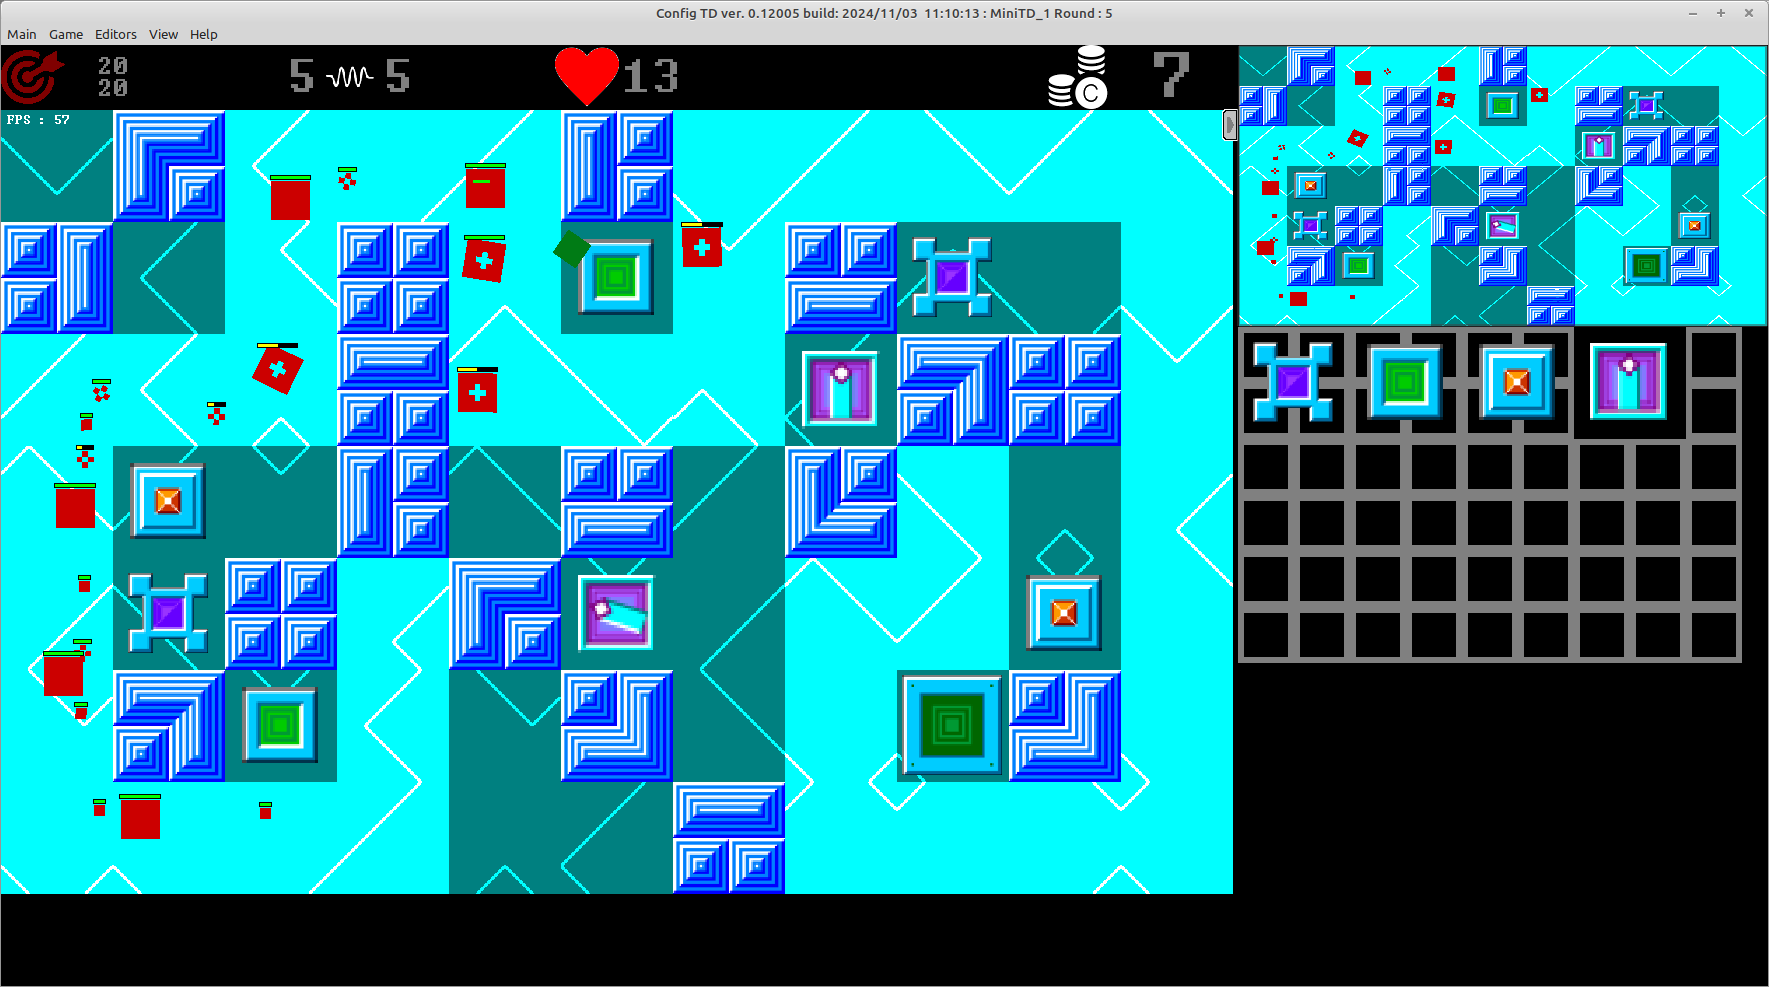 Config TD ver. 0.12005 build: 2024/11/03 11:10:13 : MiniTD_1 Round : 5
Main Game Editors View Help
20
20
5 5
13
C
7
FPS : 57